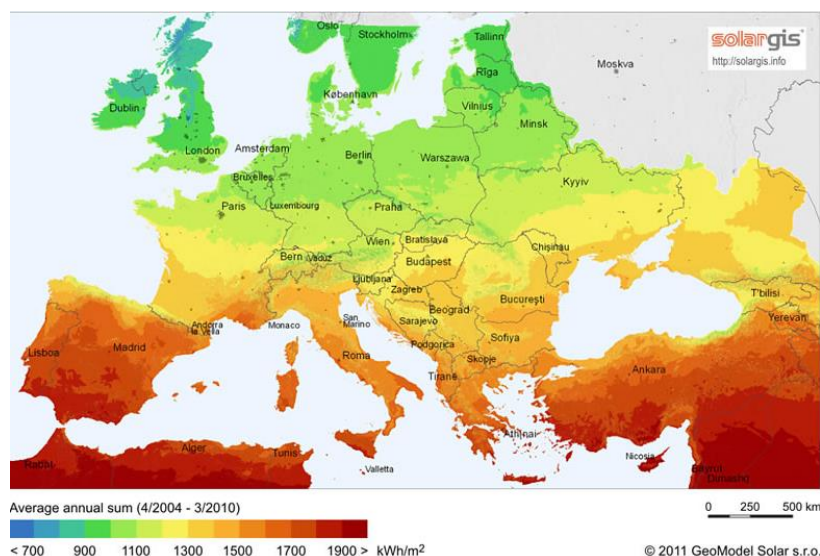 Oslo
Stockholm
Tallinn
solargis
http://solargis.info
Moskva
Rīga
København
Dublin
Vilnius
Minsk
London
Amsterdam
Berlin
Warszawa
Bruxelles
Kyyiv
Paris
Luxembourg
Praha
Wien
Bratislava
Chișinau
Bern
Vaduz
Budapest
Ljubljana
Zagreb
Beograd
București
T'bilisi
Yerevan
San
Marino
Monaco
Andorra
la Vella
Sarajevo
Sofiya
Podgorica
Skopje
Lisboa
Madrid
Roma
Tiranë
Ankara
Athínai
Nicosia
Rabat
Alger
Tunis
Valletta
Bayrut
Dimashq
Average annual sum (4/2004 - 3/2010)
0 250 500 km
< 700 900 1100 1300 1500 1700 1900 > kWh/m²
© 2011 GeoModel Solar s.r.o.